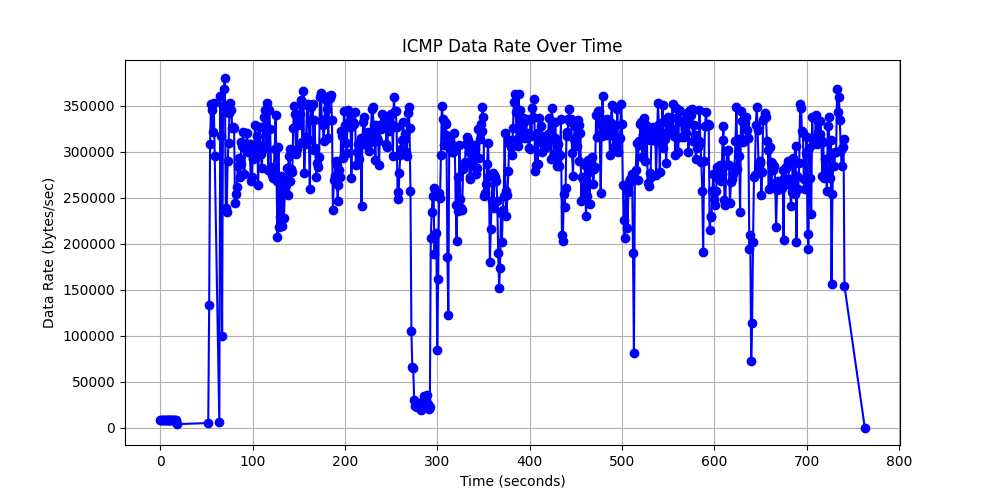 ICMP Data Rate Over Time
Data Rate (bytes/sec)
350000
300000
250000
200000
150000
100000
50000
0
0 100 200 300 400 500 600 700 800
Time (seconds)